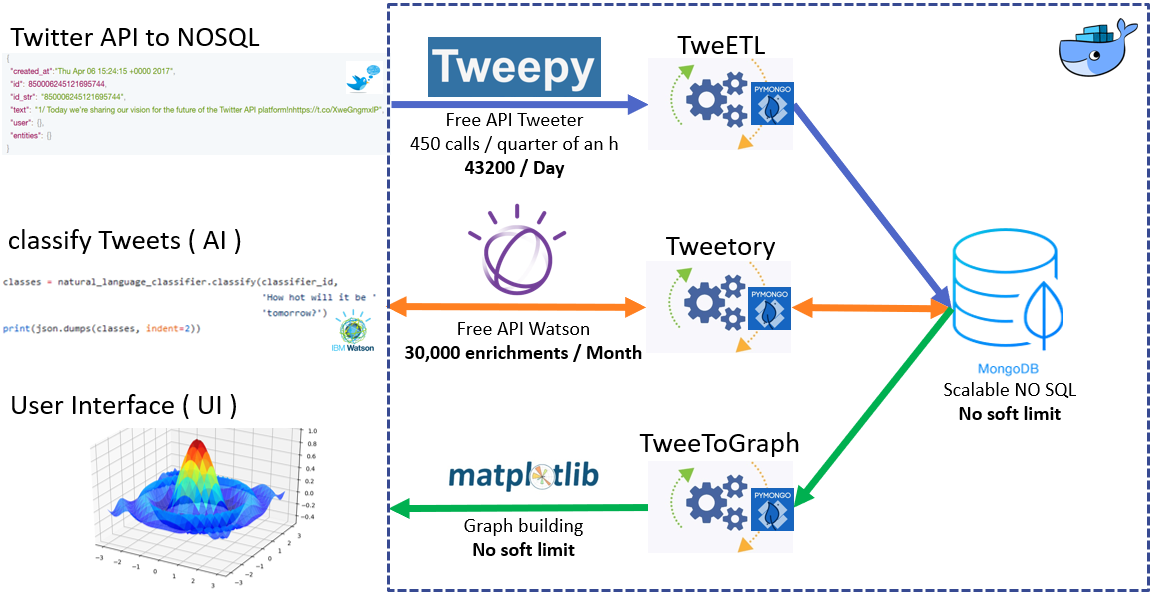 Twitter API to NOSQL
{
"created_at":"Thu Apr 06 15:24:15 +0000 2017",
"id": 850006245121695744,
"id_str": "850006245121695744",
"text": "1/ Today we're sharing our vision for the future of the Twitter API platform!nhttps://t.co/XweGngmxlP",
"user": {},
"entities": {}
}
Tweepy
Free API Tweeter
450 calls / quarter of an h
43200 / Day
TweETL
PYMONGO
classify Tweets ( AI )
classes = natural_language_classifier.classify(classifier_id,
'How hot will it be '
'tomorrow?')
print(json.dumps(classes, indent=2))
IBM Watson
Free API Watson
30,000 enrichments / Month
Tweetory
PYMONGO
MongoDB
Scalable NO SQL
No soft limit
User Interface ( UI )
1.0
0.8
0.6
0.4
0.2
0.0
−0.2
−0.4
−3
−2
−1
0
1
2
3
−3
−2
−1
0
1
2
3
matplotlib
Graph building
No soft limit
TweeToGraph
PYMONGO